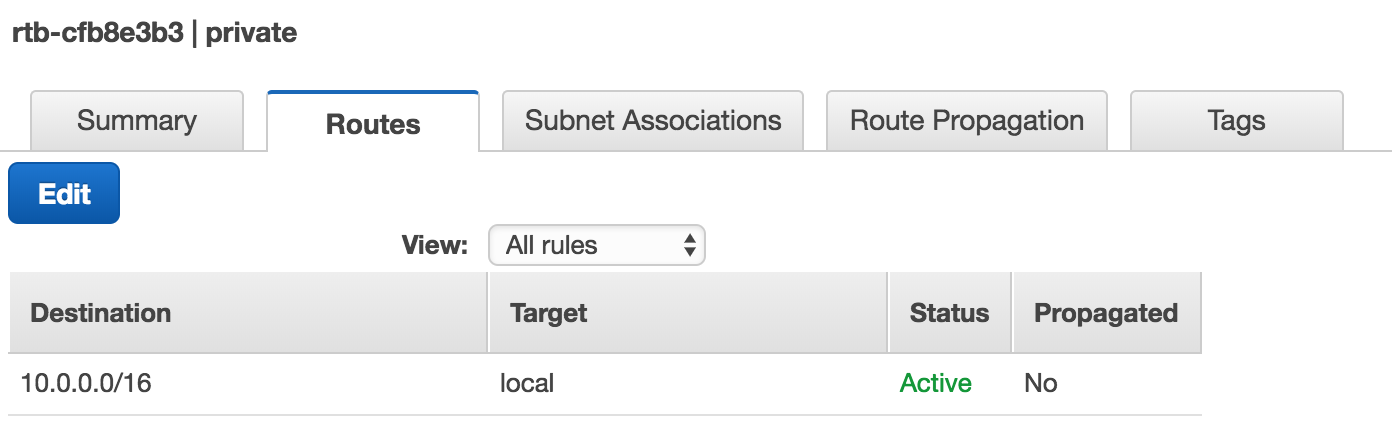 rtb-cfb8e3b3 | private
Summary Routes Subnet Associations Route Propagation Tags
Edit
View: All rules
Destination Target Status Propagated
10.0.0.0/16 local Active No